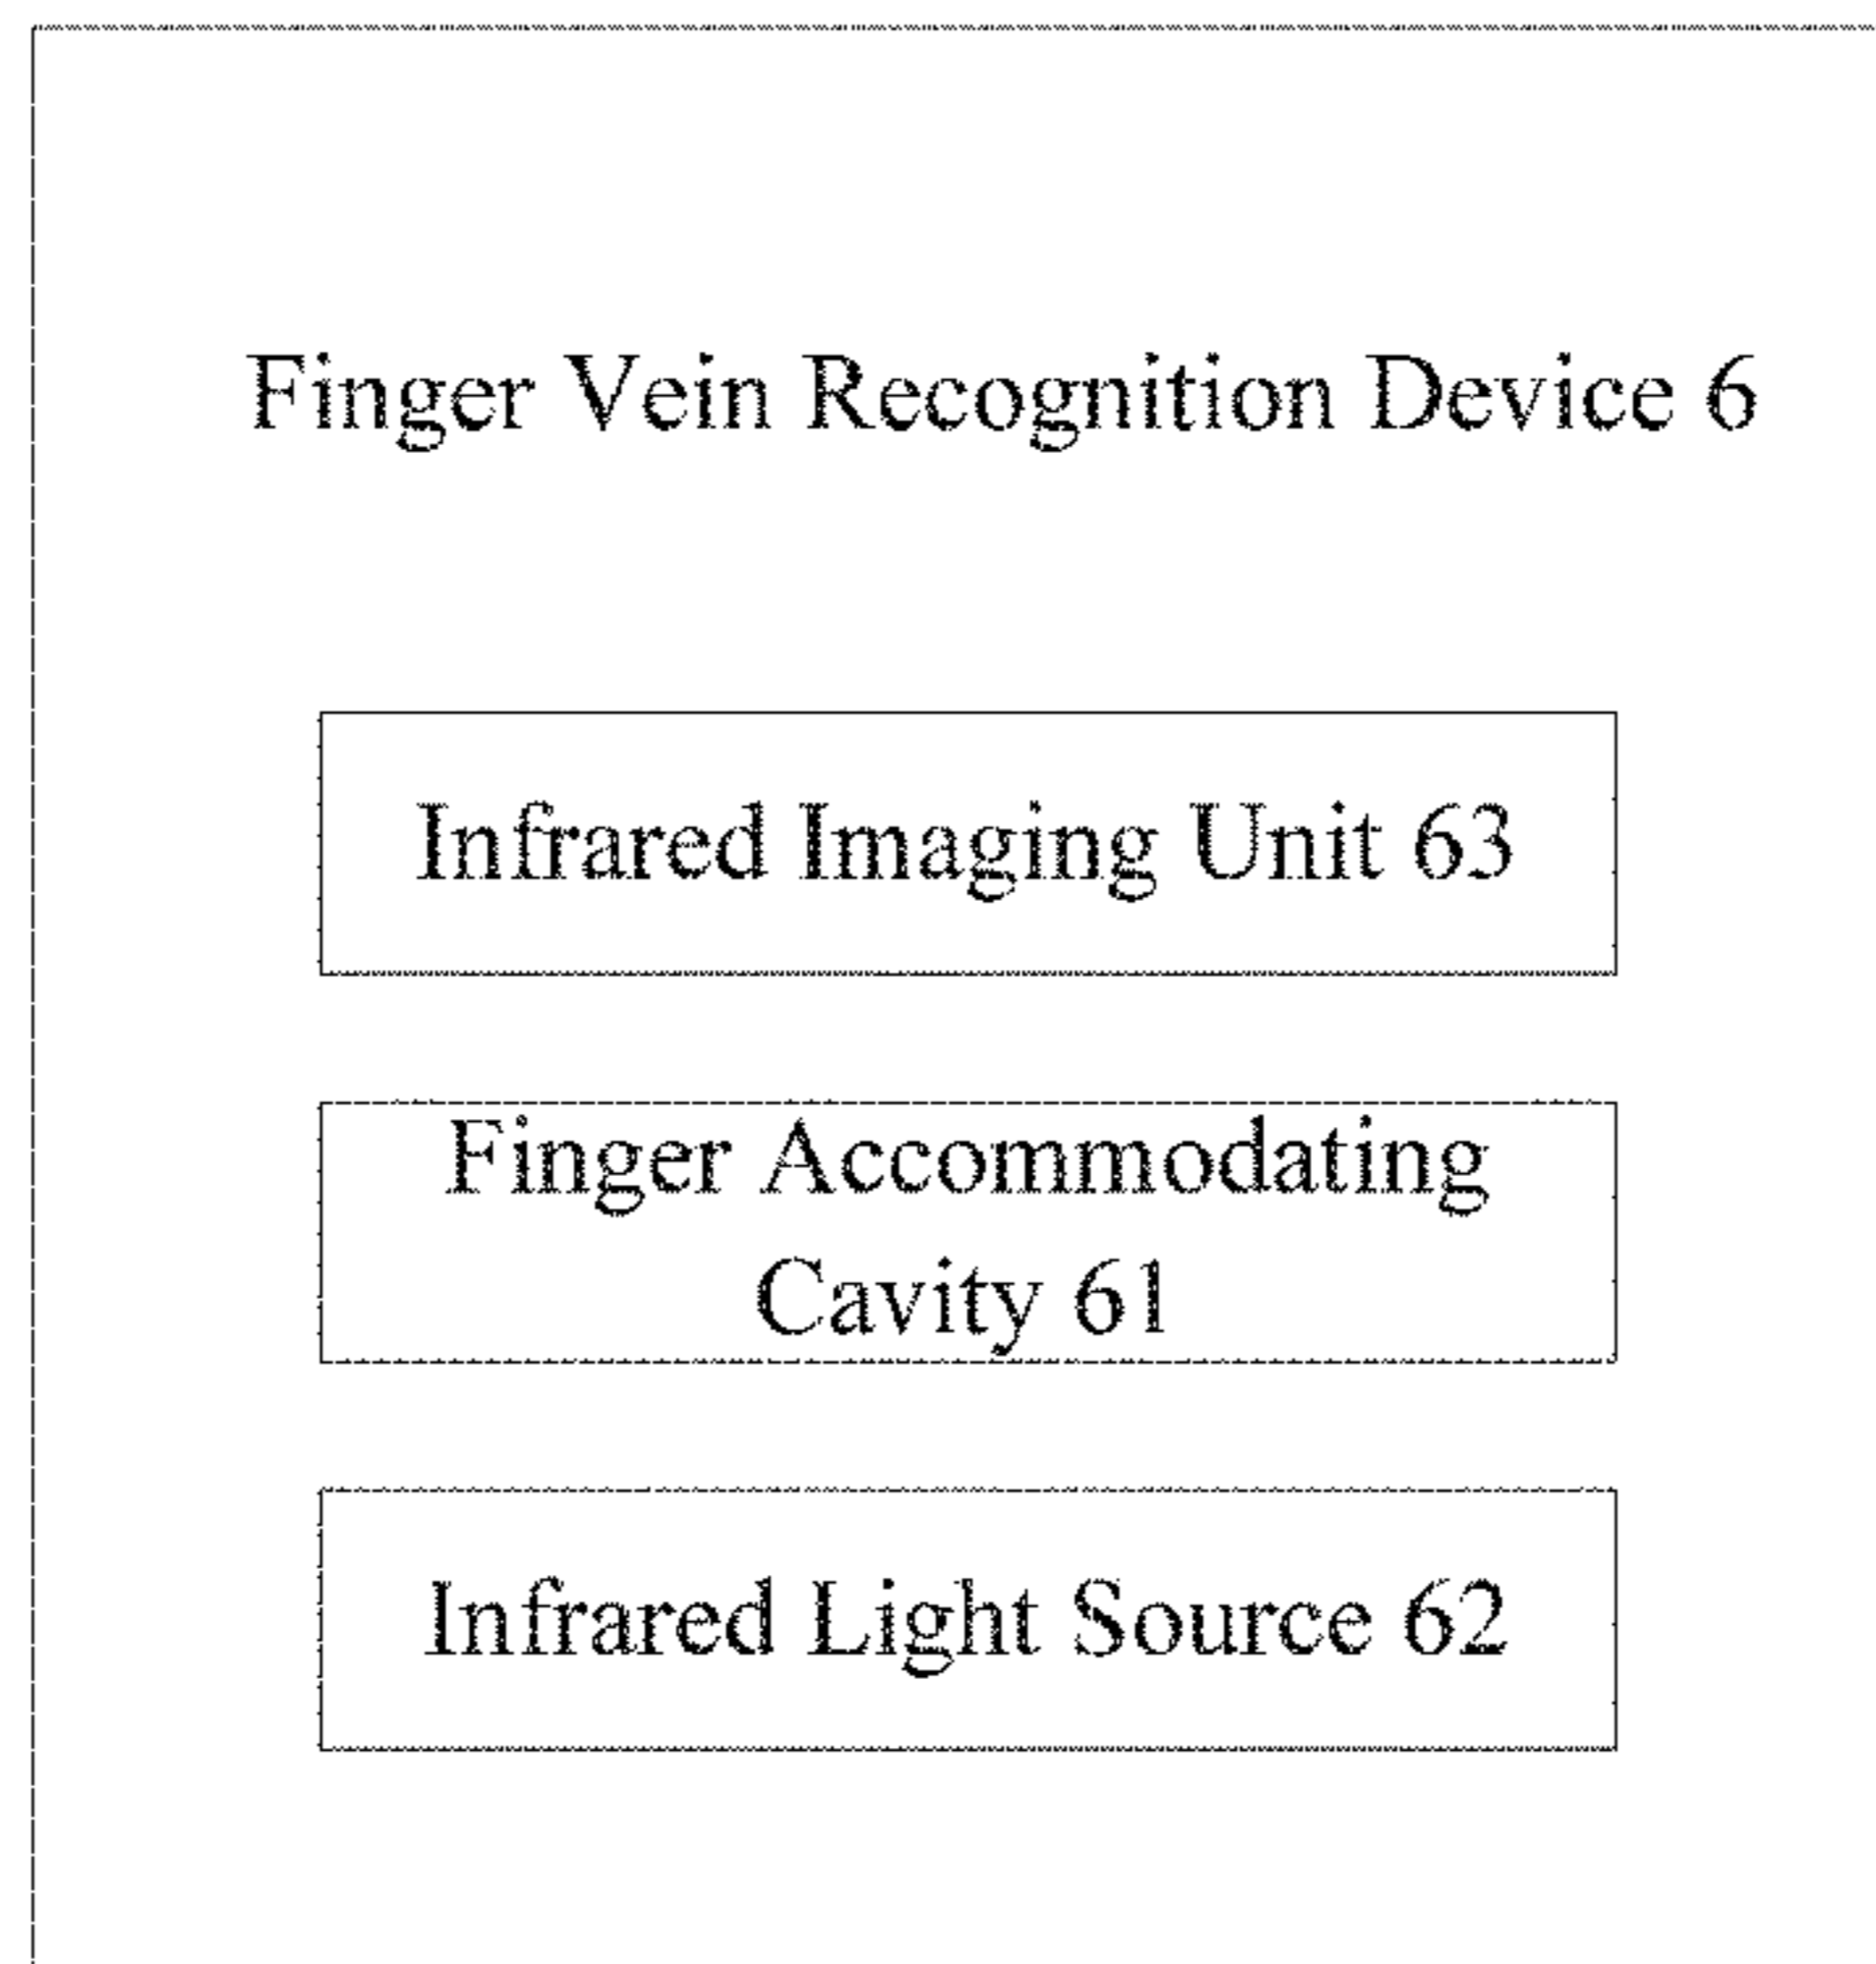 Finger Vein Recognition Device 6
Infrared Imaging Unit 63
Finger Accommodating
Cavity 61
Infrared Light Source 62